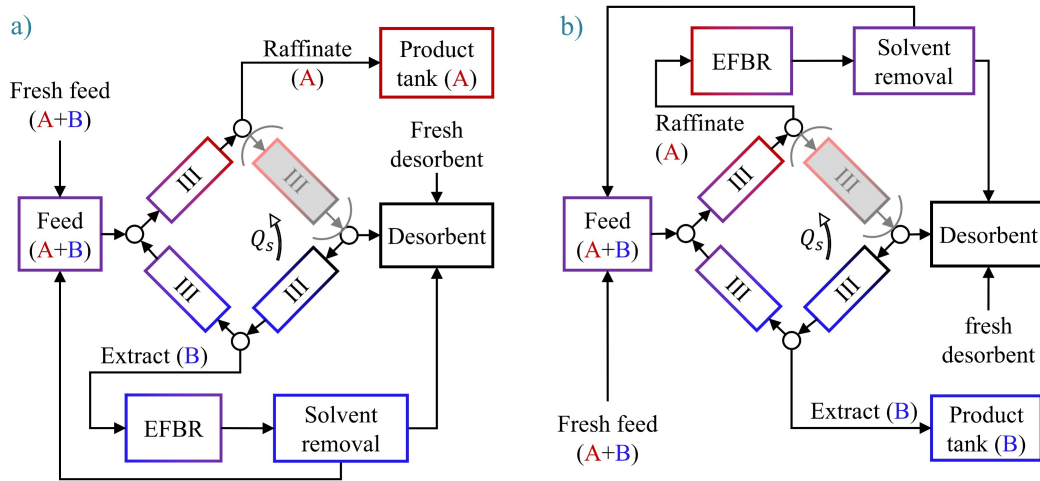 a)
Raffinate
(A)
Product
tank (A)
Fresh feed
(A+B)
Fresh
desorbent
III
III
Feed
(A+B)
Qs
Desorbent
III
III
Extract (B)
EFBR
Solvent
removal
b)
EFBR
Solvent
removal
Raffinate
(A)
III
III
Feed
(A+B)
Qs
Desorbent
III
III
fresh
desorbent
Fresh feed
(A+B)
Extract (B)
Product
tank (B)